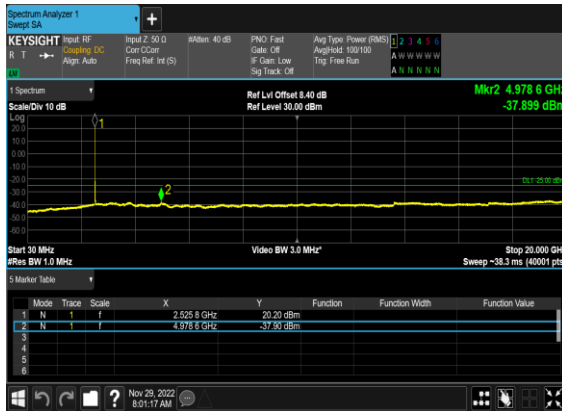 Spectrum Analyzer 1
Swept SA
+
KEYSIGHT Input: RF Input Z: 50 Ω #Atten: 40 dB PNO: Fast Avg Type: Power (RMS) 1 2 3 4 5 6
R T Coupling: DC Corr CCorr Gate: Off Avg|Hold: 100/100 A W W W W W
Align: Auto Freq Ref: Int (S) IF Gain: Low Trig: Free Run
Sig Track: Off A N N N N N
1 Spectrum
Scale/Div 10 dB
Ref Lvl Offset 8.40 dB
Ref Level 30.00 dBm
Mkr2 4.978 6 GHz
-37.899 dBm
Log
20.0
10.0
0.00
-10.0
-20.0
-30.0
-40.0
-50.0
-60.0
1
2
DL1 -25.00 dBm
Start 30 MHz Video BW 3.0 MHz* Stop 20.000 GHz
#Res BW 1.0 MHz Sweep ~38.3 ms (40001 pts)
5 Marker Table
Mode Trace Scale X Y Function Function Width Function Value
1 N 1 f 2.525 8 GHz 20.20 dBm
2 N 1 f 4.978 6 GHz -37.90 dBm
3
4
5
6
? Nov 29, 2022
8:01:17 AM